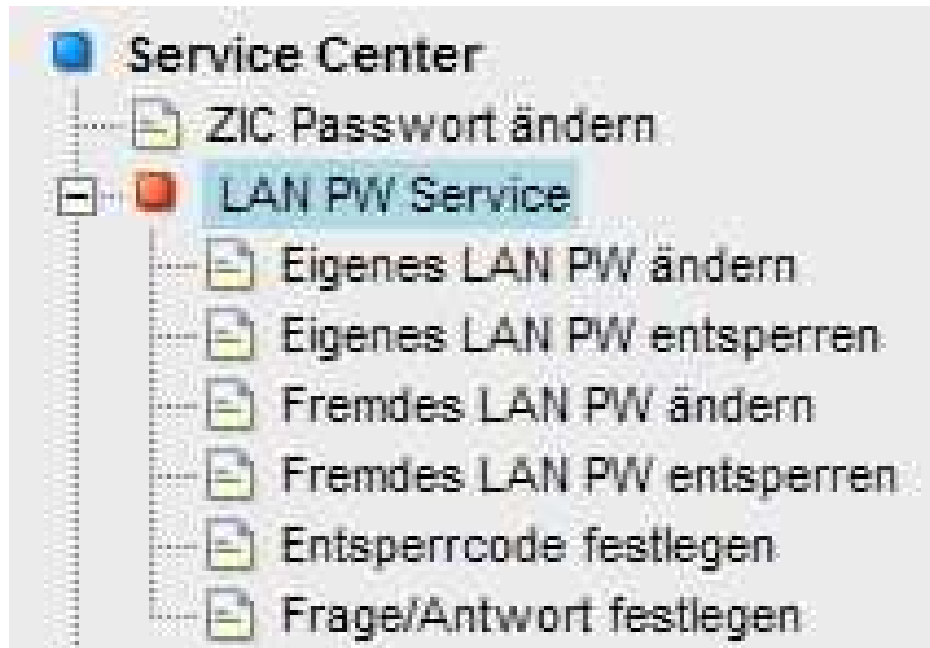 Service Center
ZIC Passwort ändern
LAN PW Service
Eigenes LAN PW ändern
Eigenes LAN PW entsperren
Fremdes LAN PW ändern
Fremdes LAN PW entsperren
Entsperrcode festlegen
Frage/Antwort festlegen